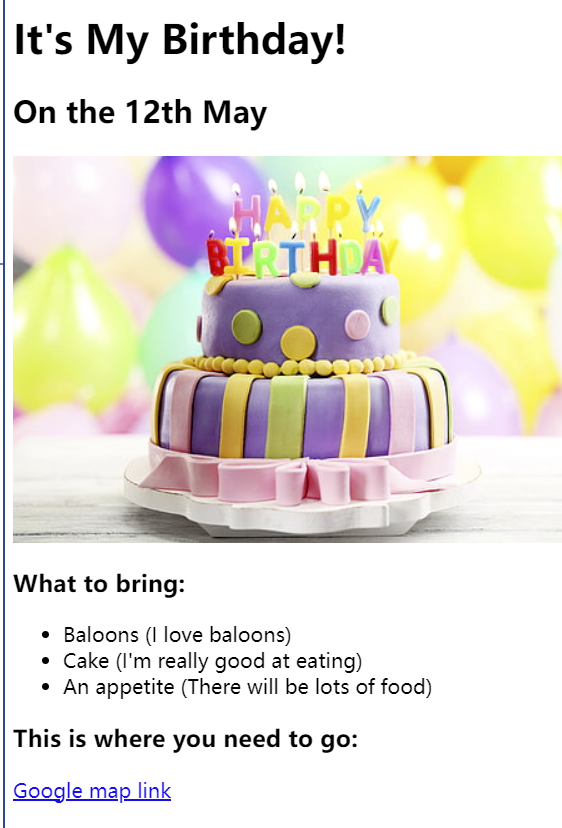 It's My Birthday!
On the 12th May
HAPPY
BIRTHDAY
What to bring:
Baloons (I love baloons)
Cake (I'm really good at eating)
An appetite (There will be lots of food)
This is where you need to go:
Google map link